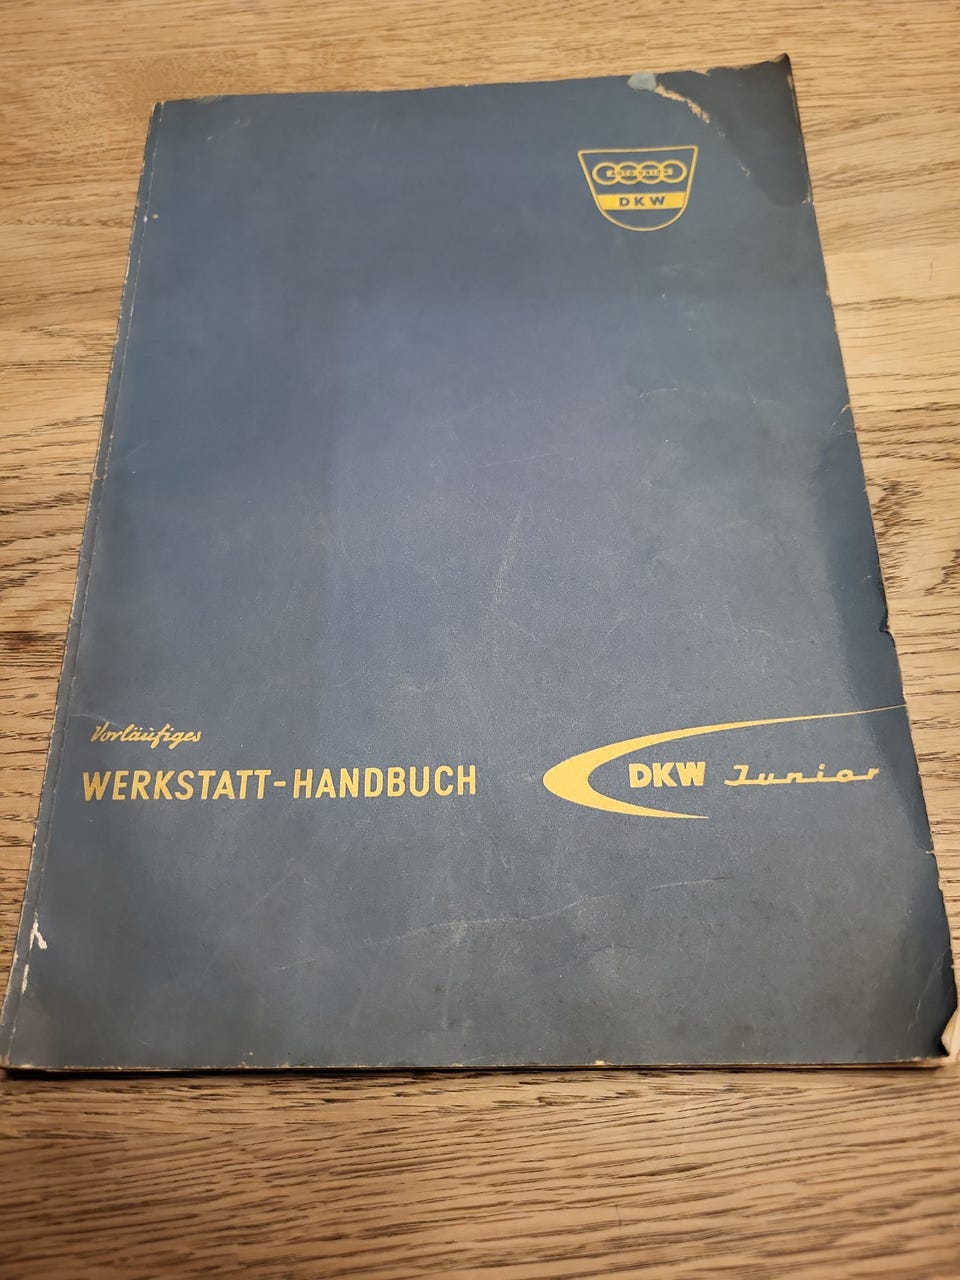 AUTO UNION
DKW
Vorläufiges
WERKSTATT-HANDBUCH
DKW Junior